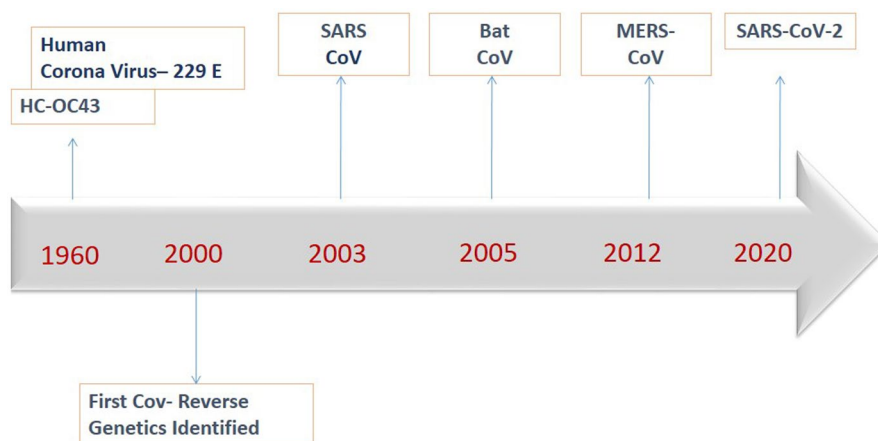 Human
Corona Virus– 229 E
HC-OC43
SARS
CoV
Bat
CoV
MERS-
CoV
SARS-CoV-2
1960
2000
2003
2005
2012
2020
First Cov- Reverse
Genetics Identified